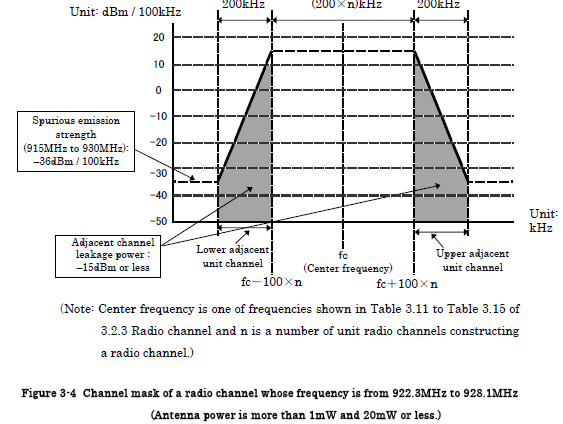 Unit: dBm / 100kHz
200kHz
(200×n)kHz
200kHz
20
10
0
−10
−20
−30
−40
−50
Spurious emission
strength
(915MHz to 930MHz):
−36dBm / 100kHz
Adjacent channel
leakage power :
−15dBm or less
Lower adjacent
unit channel
fc
(Center frequency)
Upper adjacent
unit channel
Unit:
kHz
fc−100×n
fc+100×n
(Note: Center frequency is one of frequencies shown in Table 3.11 to Table 3.15 of
3.2.3 Radio channel and n is a number of unit radio channels constructing
a radio channel.)
Figure 3-4 Channel mask of a radio channel whose frequency is from 922.3MHz to 928.1MHz
(Antenna power is more than 1mW and 20mW or less.)